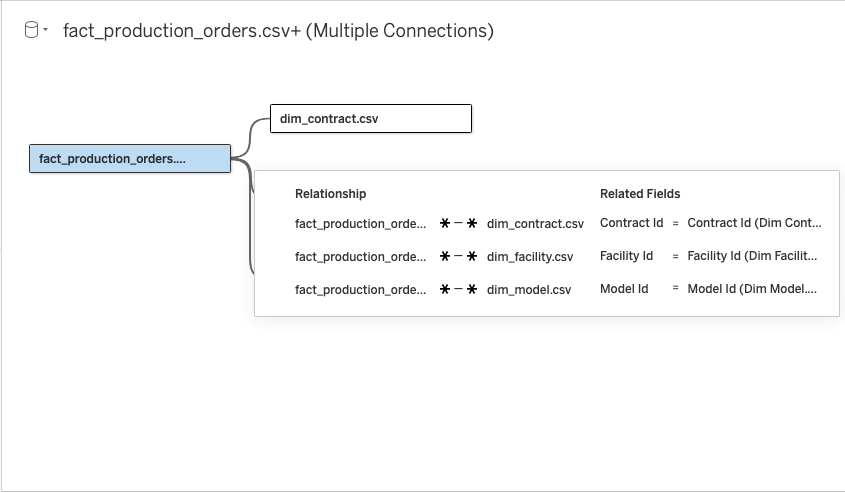 fact_production_orders.csv+ (Multiple Connections)
dim_contract.csv
fact_production_orders....
Relationship Related Fields
fact_production_orde... * – * dim_contract.csv Contract Id = Contract Id (Dim Cont...
fact_production_orde... * – * dim_facility.csv Facility Id = Facility Id (Dim Facilit...
fact_production_orde... * – * dim_model.csv Model Id = Model Id (Dim Model....